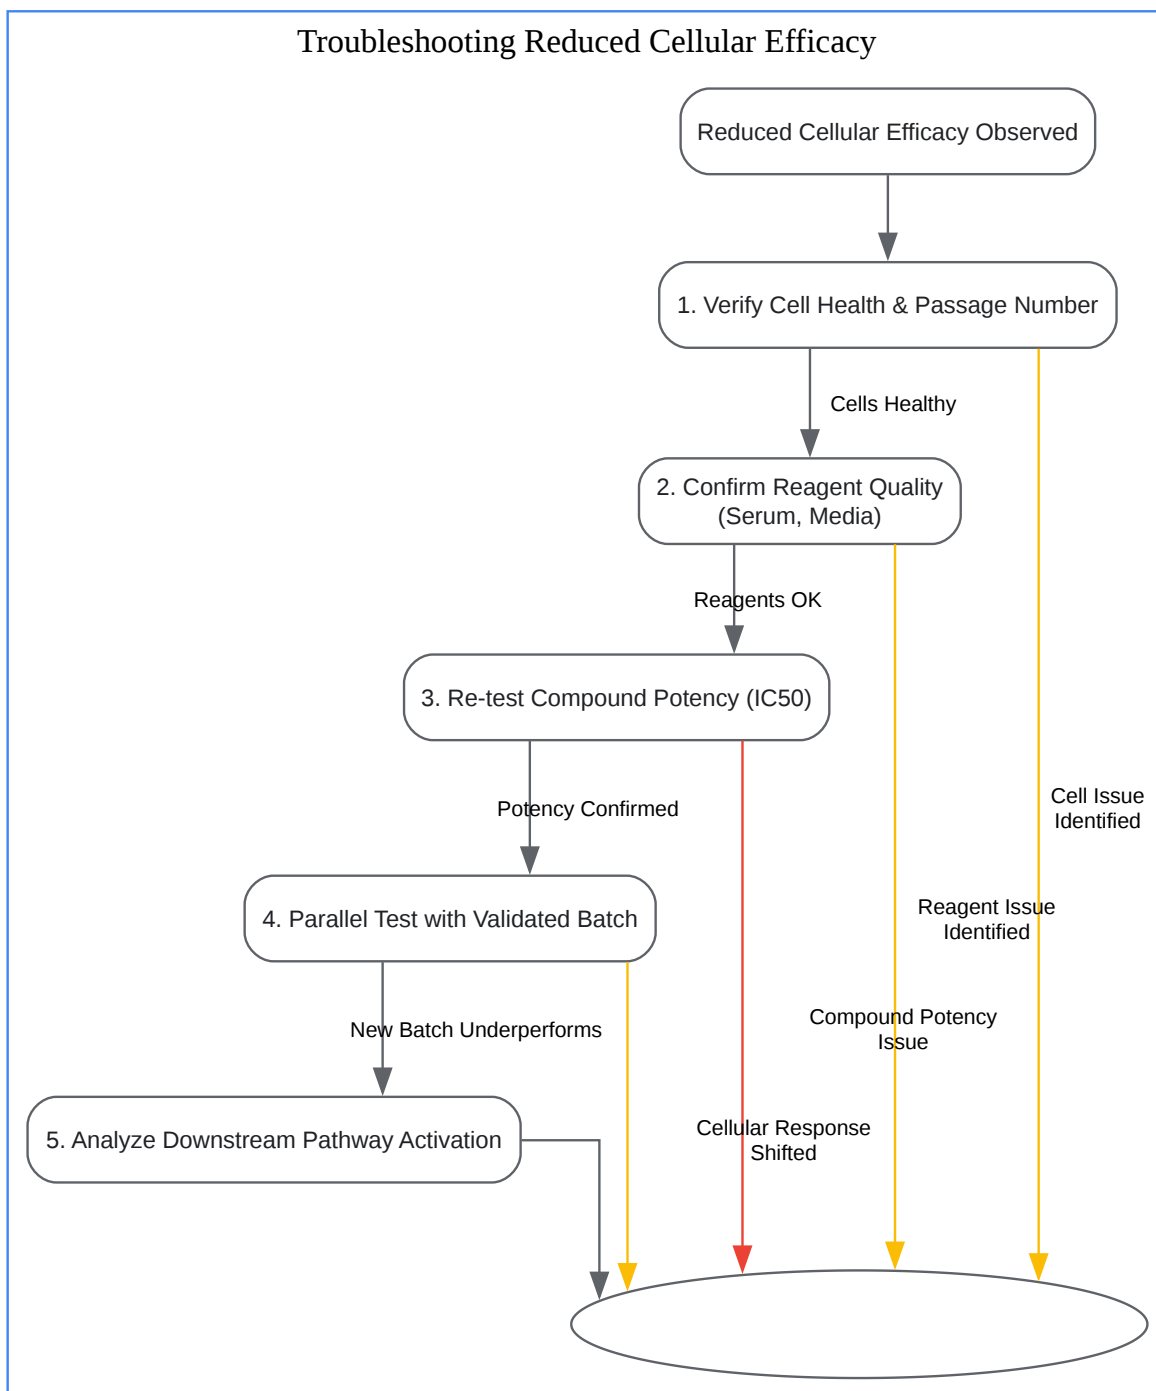 Troubleshooting Reduced Cellular Efficacy
Reduced Cellular Efficacy Observed
1. Verify Cell Health & Passage Number
Cells Healthy
2. Confirm Reagent Quality
(Serum, Media)
Reagents OK
3. Re-test Compound Potency (IC50)
Potency Confirmed
Cell Issue
Identified
4. Parallel Test with Validated Batch
Reagent Issue
Identified
New Batch Underperforms
Compound Potency
Issue
5. Analyze Downstream Pathway Activation
Cellular Response
Shifted